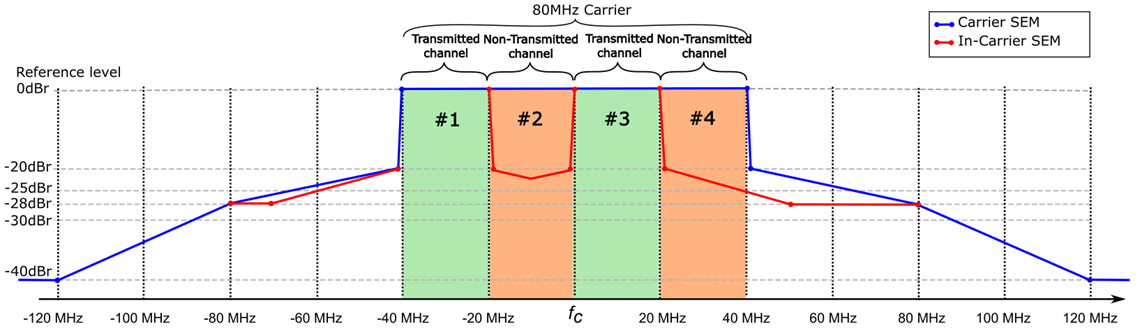 80MHz Carrier
Carrier SEM
In-Carrier SEM
Transmitted channel
Non-Transmitted channel
Transmitted channel
Non-Transmitted channel
Reference level
0dBr
#1
#2
#3
#4
-20dBr
-25dBr
-28dBr
-30dBr
-40dBr
-120 MHz
-100 MHz
-80 MHz
-60 MHz
-40 MHz
-20 MHz
fc
20 MHz
40 MHz
60 MHz
80 MHz
100 MHz
120 MHz